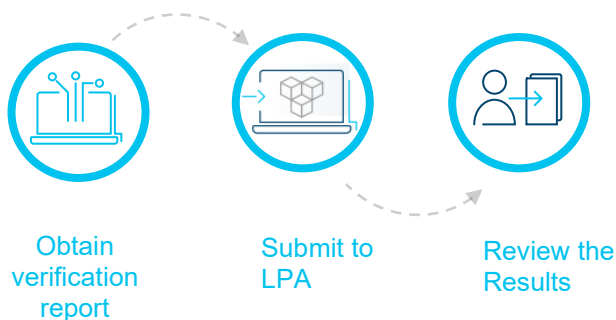 Obtain
verification
report
Submit to
LPA
Review the
Results